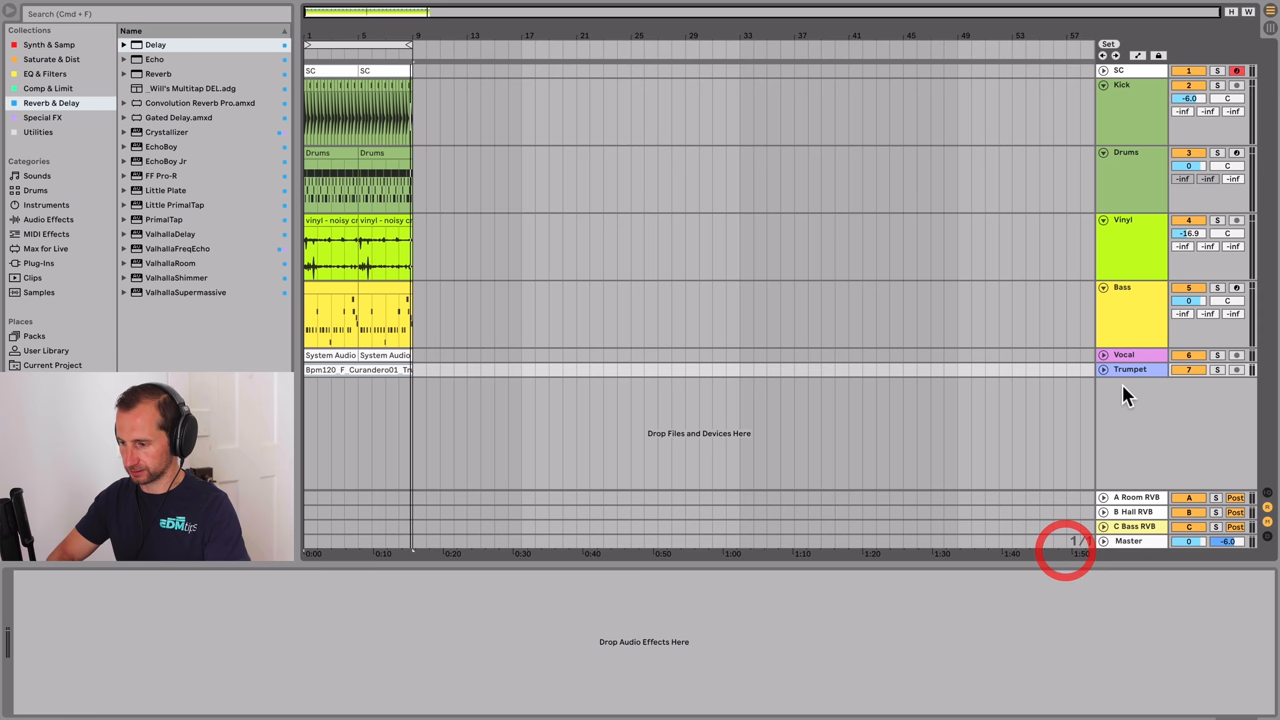 Search (Cmd + F)
H W
Collections
Synth & Samp
Saturate & Dist
EQ & Filters
Comp & Limit
Reverb & Delay
Special FX
Utilities
Categories
Sounds
Drums
Instruments
Audio Effects
MIDI Effects
Max for Live
Plug-Ins
Clips
Samples
Places
Packs
User Library
Current Project
Name
Delay
Echo
Reverb
_Will's Multitap DEL.adg
Convolution Reverb Pro.amxd
Gated Delay.amxd
Crystallizer
EchoBoy
EchoBoy Jr
FF Pro-R
Little Plate
Little PrimalTap
PrimalTap
ValhallaDelay
ValhallaFreqEcho
ValhallaRoom
ValhallaShimmer
ValhallaSupermassive
1 5 9 13 17 21 25 29 33 37 41 45 49 53 57
Set
SC SC
SC 1 S
Kick 2 S
-6.0 C
-inf -inf -inf
Drums Drums
Drums 3 S
0 C
-inf -inf -inf
vinyl - noisy cr vinyl - noisy cr
Vinyl 4 S
-16.9 C
-inf -inf -inf
Bass 5 S
0 C
-inf -inf -inf
System Audio System Audio
Vocal 6 S
Bpm120_F_Curandero01_Tr
Trumpet 7 S
Drop Files and Devices Here
A Room RVB A S Post
B Hall RVB B S Post
C Bass RVB C S Post
1/1
Master 0 -6.0
0:00 0:10 0:20 0:30 0:40 0:50 1:00 1:10 1:20 1:30 1:40 1:50
EDMtips
Drop Audio Effects Here